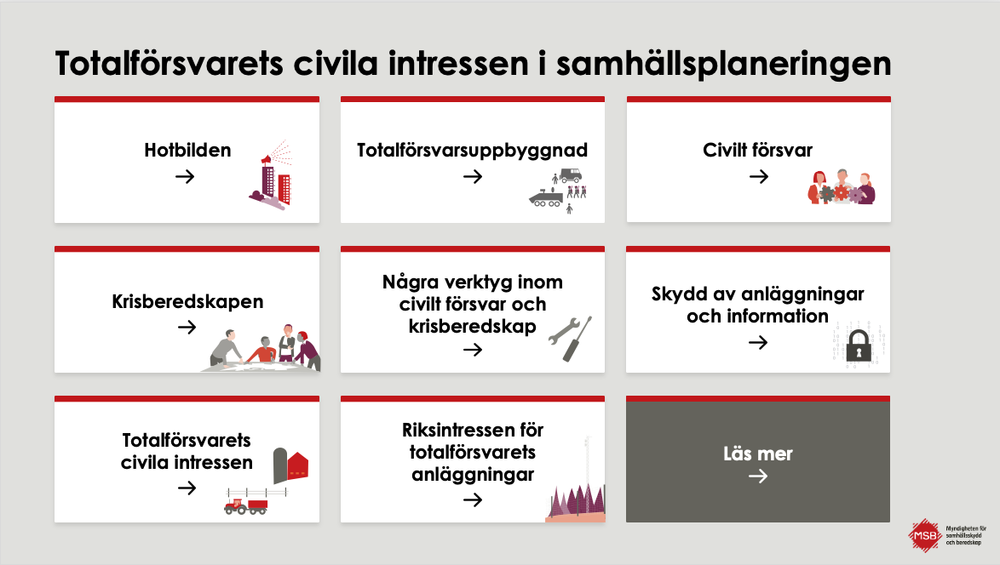 Totalförsvarets civila intressen i samhällsplaneringen
Hotbilden
Totalförsvarsuppbyggnad
Civilt försvar
Krisberedskapen
Några verktyg inom
civilt försvar och
krisberedskap
Skydd av anläggningar
och information
Totalförsvarets
civila intressen
Riksintressen för
totalförsvarets
anläggningar
Läs mer
MSB
Myndigheten för
samhällsskydd
och beredskap